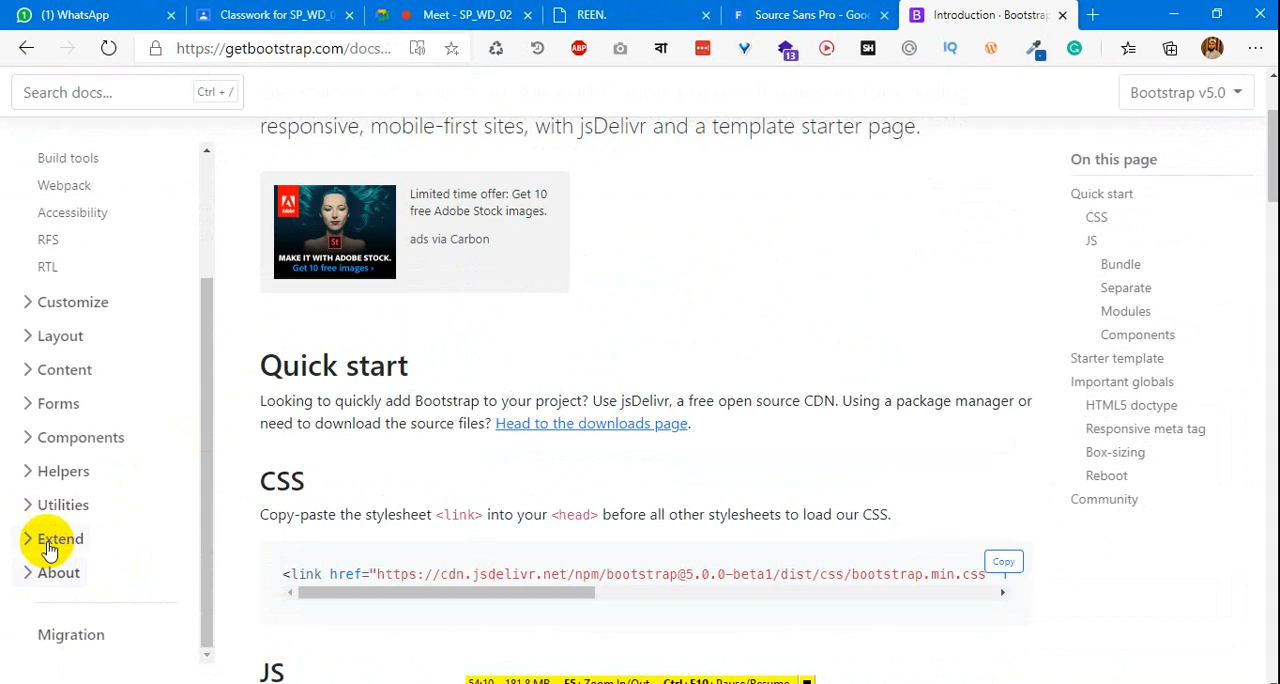 (1) WhatsApp
Classwork for SP_WD_0
Meet - SP_WD_02
REEN.
Source Sans Pro - Goo
Introduction · Bootstrap
https://getbootstrap.com/docs...
ABP
বা
13
SH
IQ
Search docs...
Ctrl + /
Bootstrap v5.0
responsive, mobile-first sites, with jsDelivr and a template starter page.
Build tools
Webpack
Accessibility
RFS
RTL
Customize
Layout
Content
Forms
Components
Helpers
Utilities
Extend
About
Migration
Adobe
St
MAKE IT WITH ADOBE STOCK.
Get 10 free images ›
Limited time offer: Get 10
free Adobe Stock images.
ads via Carbon
Quick start
Looking to quickly add Bootstrap to your project? Use jsDelivr, a free open source CDN. Using a package manager or
need to download the source files? Head to the downloads page.
CSS
Copy-paste the stylesheet <link> into your <head> before all other stylesheets to load our CSS.
Copy
<link href="https://cdn.jsdelivr.net/npm/bootstrap@5.0.0-beta1/dist/css/bootstrap.min.css
JS
On this page
Quick start
CSS
JS
Bundle
Separate
Modules
Components
Starter template
Important globals
HTML5 doctype
Responsive meta tag
Box-sizing
Reboot
Community